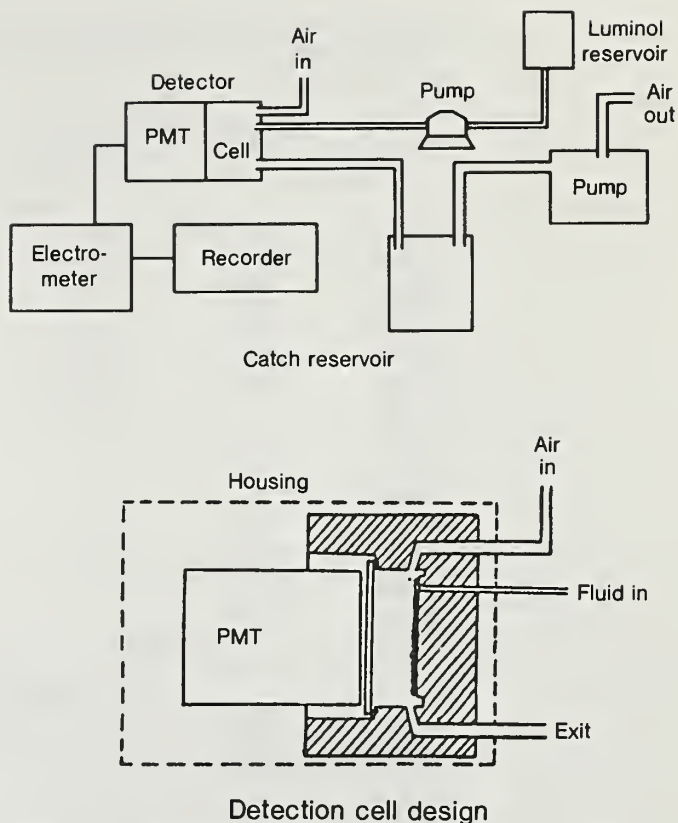 Air
in
Luminol
reservoir
Detector
Pump
Air
out
PMT
Cell
Pump
Electro-
meter
Recorder
Catch reservoir
Air
in
Housing
Fluid in
PMT
Exit
Detection cell design